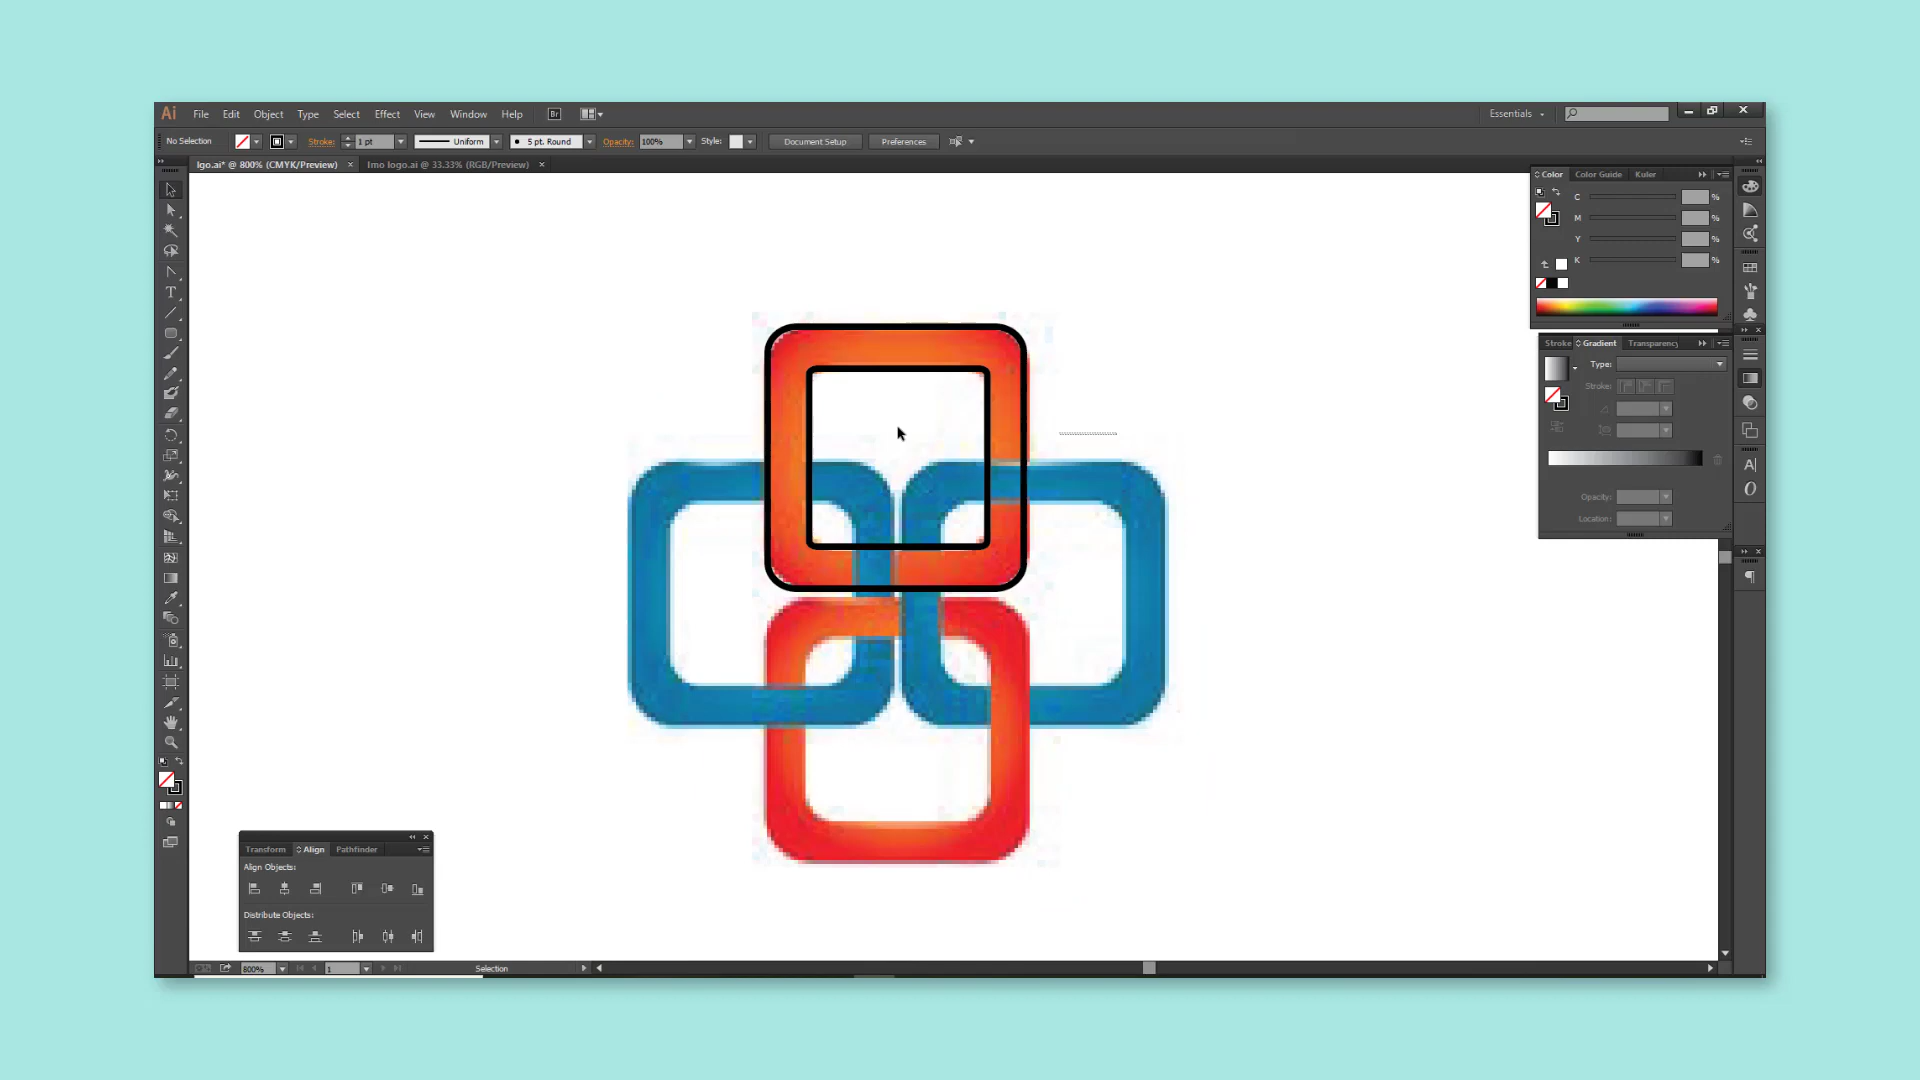 Ai File Edit Object Type Select Effect View Window Help Br Essentials
No Selection Stroke: 1 pt Uniform 5 pt. Round Opacity: 100% Style: Document Setup Preferences
lgo.ai* @ 800% (CMYK/Preview) Imo logo.ai @ 33.33% (RGB/Preview)
Color Color Guide Kuler
C %
M %
Y %
K %
Stroke Gradient Transparency
Type:
Stroke:
Opacity:
Location:
Transform Align Pathfinder
Align Objects:
Distribute Objects:
800% 1 Selection